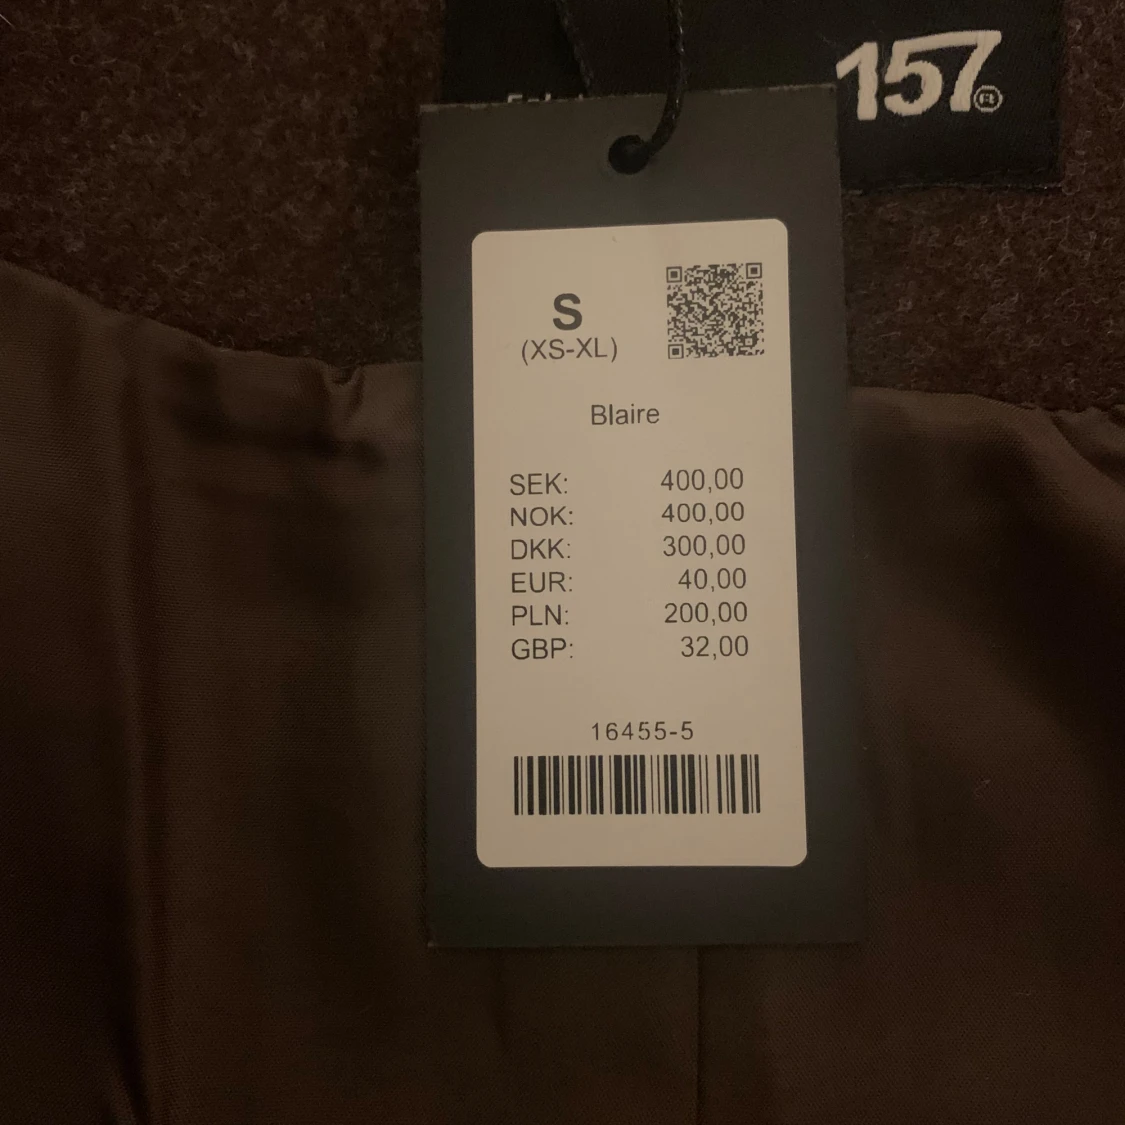 157®
S
(XS-XL)
Blaire
SEK: 400,00
NOK: 400,00
DKK: 300,00
EUR: 40,00
PLN: 200,00
GBP: 32,00
16455-5